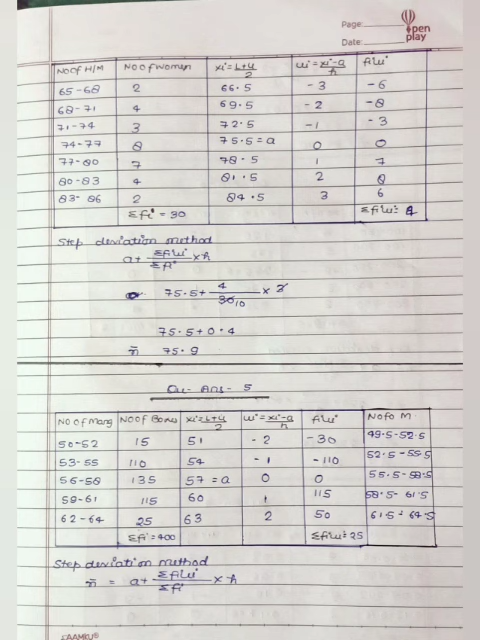 Page:
Date:
Open
play
No of H/M No of Women xi=L+U/2 ui=xi-a/h fiui
65-68 2 66.5 -3 -6
68-71 4 69.5 -2 -8
71-74 3 72.5 -1 -3
74-77 8 75.5=a 0 0
77-80 7 78.5 1 7
80-83 4 81.5 2 8
83-86 2 84.5 3 6
Σfi=30 Σfiui=4
Step deviation method
a+ Σfiui/Σfi ×h
75.5+ 4/30 10 × 3
75.5+0.4
x̄ 75.9
Qu- Ans- 5
No of Mang No of Boxes xi=L+U/2 ui=xi-a/h fiui No fo M.
50-52 15 51 -2 -30 49.5-52.5
53-55 110 54 -1 -110 52.5-55.5
56-58 135 57=a 0 0 55.5-58.5
59-61 115 60 1 115 58.5-61.5
62-64 25 63 2 50 61.5-64.5
Σfi=400 Σfiui=25
Step deviation method
x̄ = a+ Σfiui/Σfi ×h